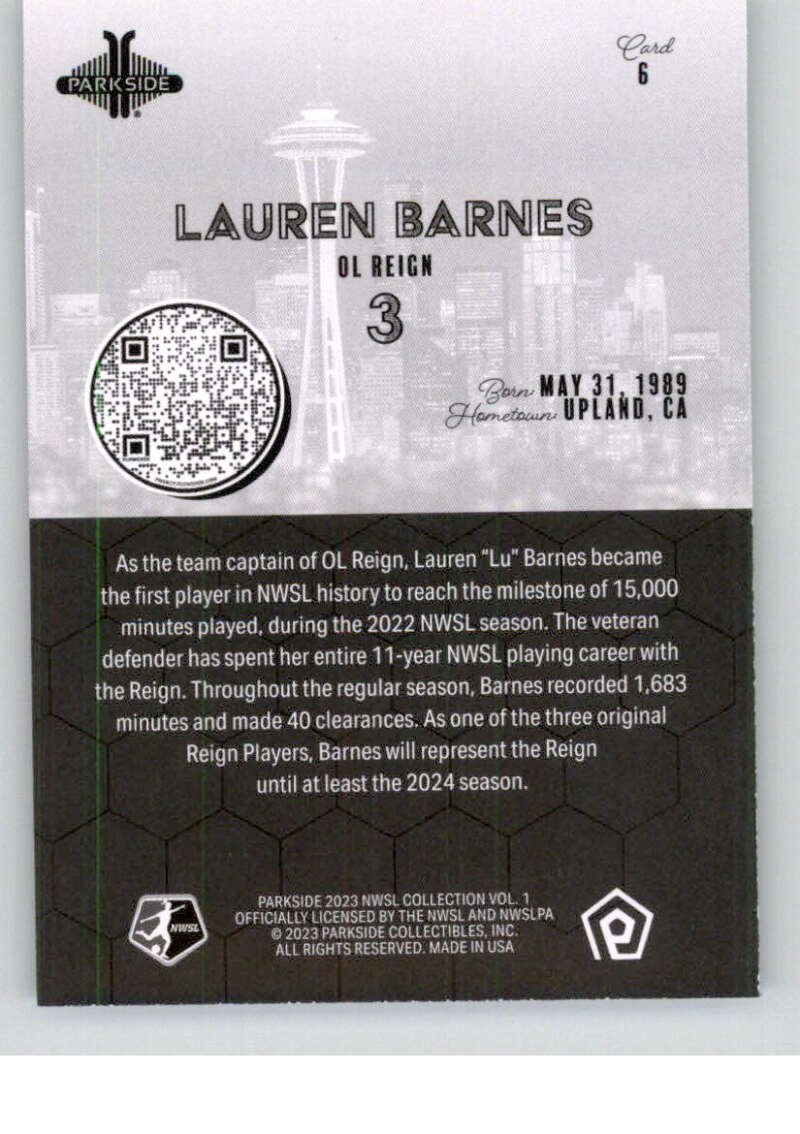 PARKSIDE
Card
6
LAUREN BARNES
OL REIGN
3
Born MAY 31, 1989
Hometown UPLAND, CA
As the team captain of OL Reign, Lauren "Lu" Barnes became
the first player in NWSL history to reach the milestone of 15,000
minutes played, during the 2022 NWSL season. The veteran
defender has spent her entire 11-year NWSL playing career with
the Reign. Throughout the regular season, Barnes recorded 1,683
minutes and made 40 clearances. As one of the three original
Reign Players, Barnes will represent the Reign
until at least the 2024 season.
NWSL
PARKSIDE 2023 NWSL COLLECTION VOL. 1
OFFICIALLY LICENSED BY THE NWSL AND NWSLPA
© 2023 PARKSIDE COLLECTIBLES, INC.
ALL RIGHTS RESERVED. MADE IN USA